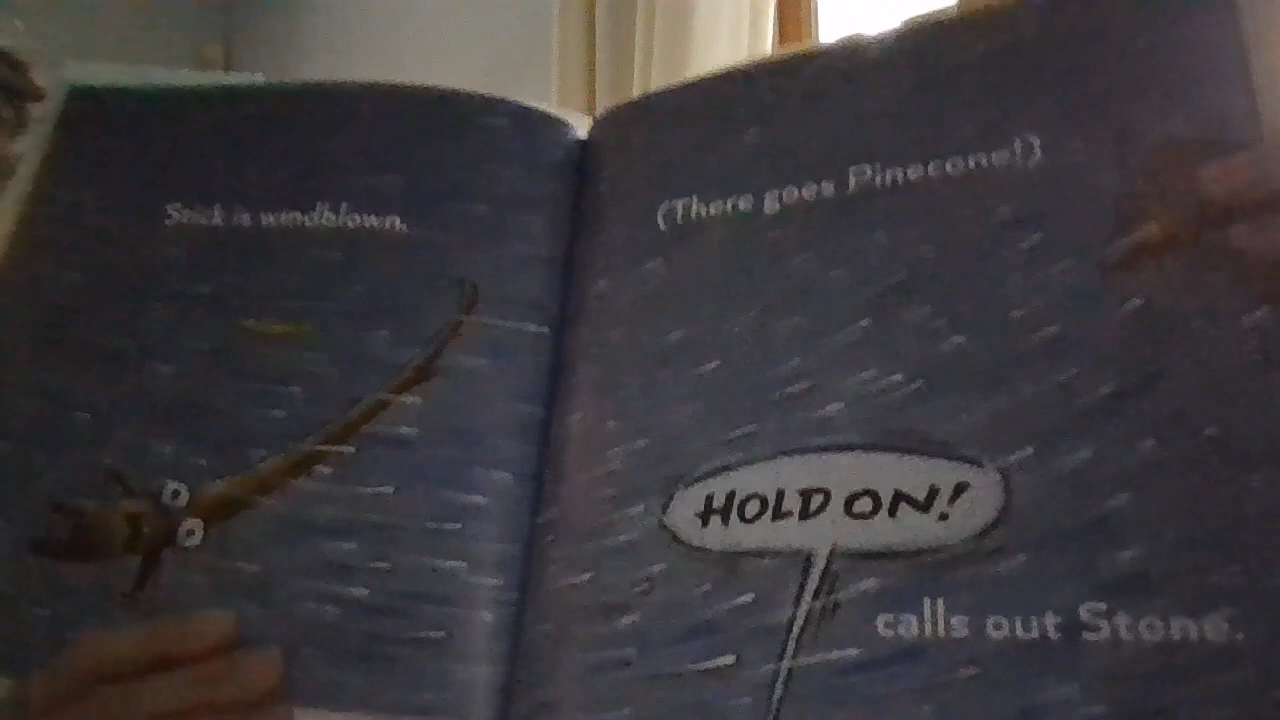 Stick is windblown.
(There goes Pinecone!)
HOLD ON!
calls out Stone.